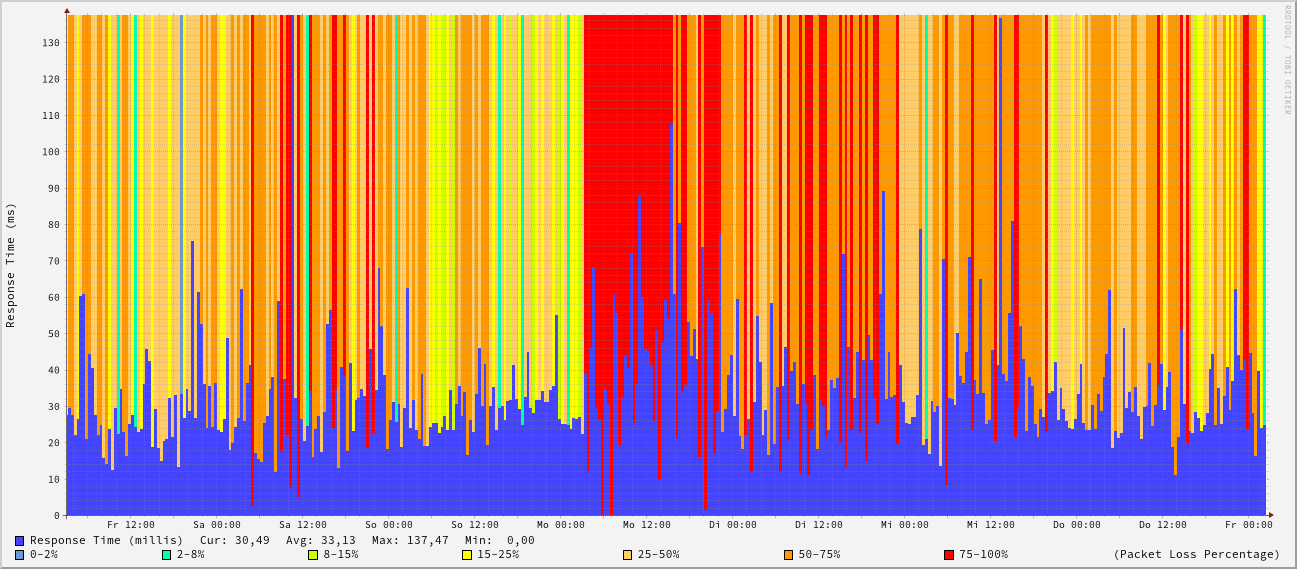 RRDTOOL / TOBI OETIKER
Response Time (ms)
130
120
110
100
90
80
70
60
50
40
30
20
10
0
Fr 12:00 Sa 00:00 Sa 12:00 So 00:00 So 12:00 Mo 00:00 Mo 12:00 Di 00:00 Di 12:00 Mi 00:00 Mi 12:00 Do 00:00 Do 12:00 Fr 00:00
Response Time (millis) Cur: 30,49 Avg: 33,13 Max: 137,47 Min: 0,00
0-2% 2-8% 8-15% 15-25% 25-50% 50-75% 75-100% (Packet Loss Percentage)